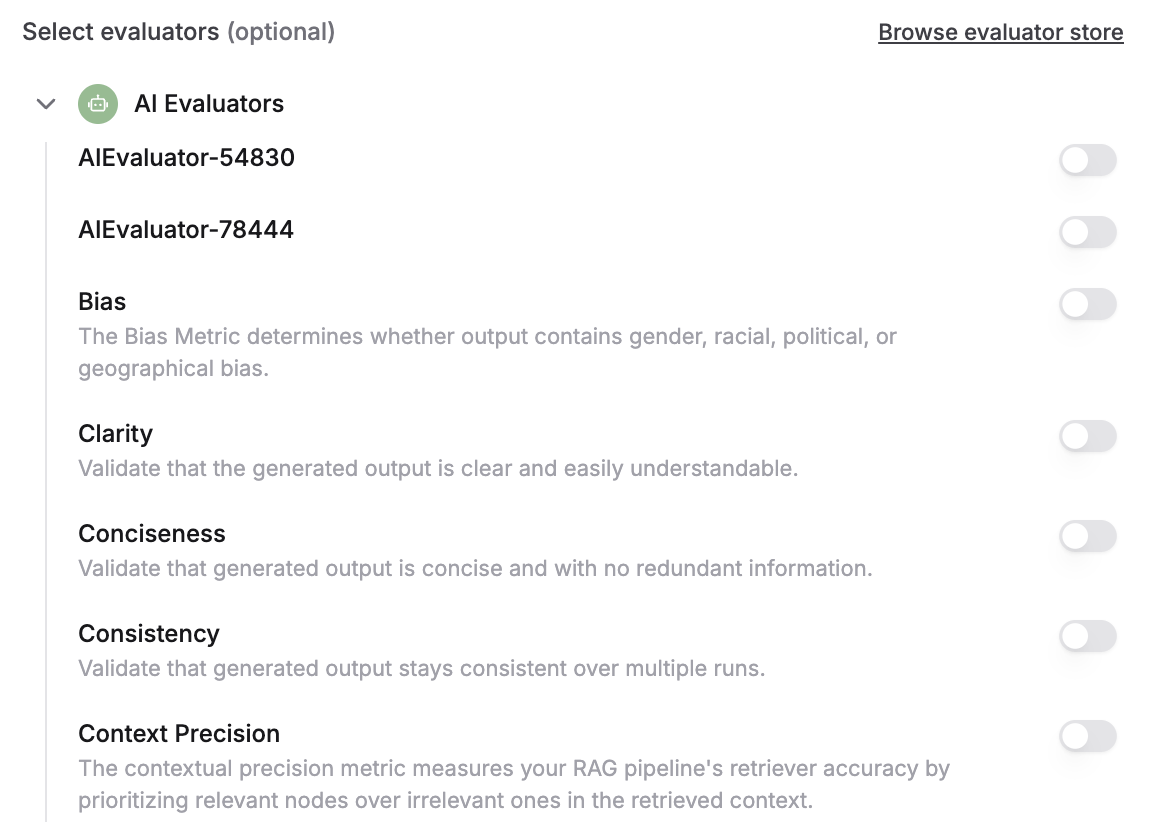 Select evaluators (optional)
Browse evaluator store
AI Evaluators
AIEvaluator-54830
AIEvaluator-78444
Bias
The Bias Metric determines whether output contains gender, racial, political, or
geographical bias.
Clarity
Validate that the generated output is clear and easily understandable.
Conciseness
Validate that generated output is concise and with no redundant information.
Consistency
Validate that generated output stays consistent over multiple runs.
Context Precision
The contextual precision metric measures your RAG pipeline's retriever accuracy by
prioritizing relevant nodes over irrelevant ones in the retrieved context.